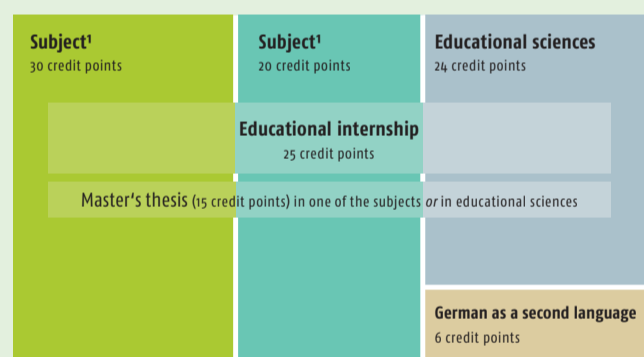 Subject¹
30 credit points
Subject¹
20 credit points
Educational sciences
24 credit points
Educational internship
25 credit points
Master's thesis (15 credit points) in one of the subjects or in educational sciences
German as a second language
6 credit points